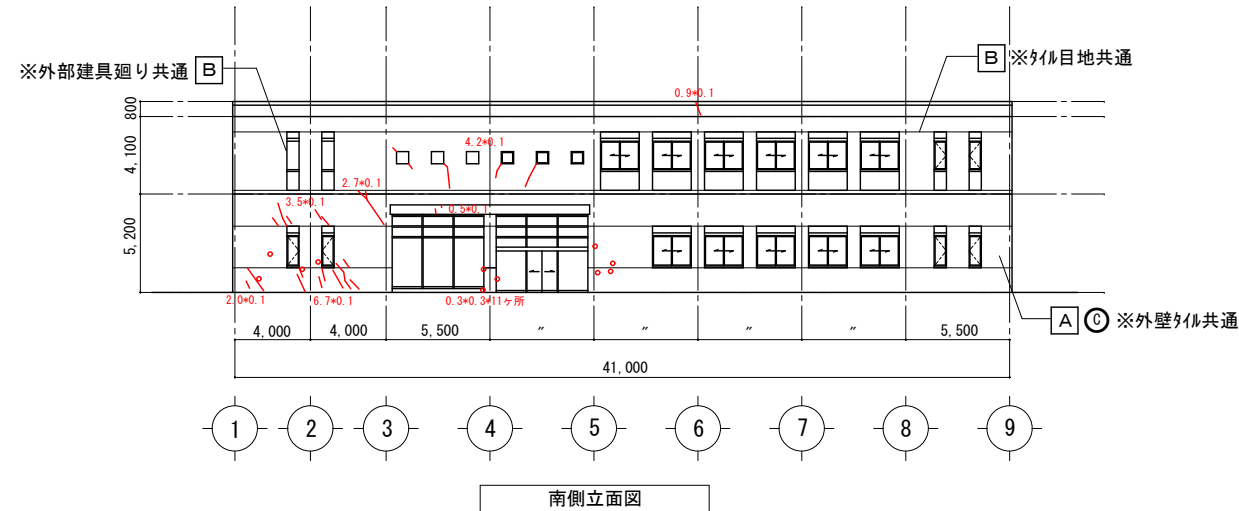 ※外部建具廻り共通 B
B ※ﾀｲﾙ目地共通
0.9*0.1
800
4,100
4.2*0.1
2.7*0.1
3.5*0.1
0.5*0.1
5,200
2.0*0.1
6.7*0.1
0.3*0.3*11ヶ所
A C ※外壁ﾀｲﾙ共通
4,000 4,000 5,500 〃 〃 〃 〃 5,500
41,000
1 2 3 4 5 6 7 8 9
南側立面図